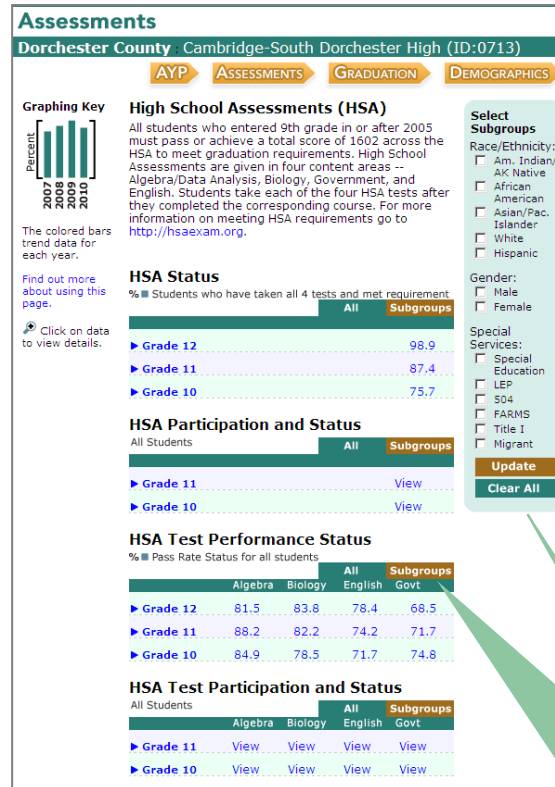 Assessments
Dorchester County : Cambridge-South Dorchester High (ID:0713)
AYP
ASSESSMENTS
GRADUATION
DEMOGRAPHICS
Graphing Key
Percent
2007
2008
2009
2010
The colored bars
trend data for
each year.
Find out more
about using this
page.
Click on data
to view details.
High School Assessments (HSA)
All students who entered 9th grade in or after 2005
must pass or achieve a total score of 1602 across the
HSA to meet graduation requirements. High School
Assessments are given in four content areas --
Algebra/Data Analysis, Biology, Government, and
English. Students take each of the four HSA tests after
they completed the corresponding course. For more
information on meeting HSA requirements go to
http://hsaexam.org.
HSA Status
% Students who have taken all 4 tests and met requirement
All Subgroups
Grade 12 98.9
Grade 11 87.4
Grade 10 75.7
HSA Participation and Status
All Students
All Subgroups
Grade 11 View
Grade 10 View
HSA Test Performance Status
% Pass Rate Status for all students
All Subgroups
Algebra Biology English Govt
Grade 12 81.5 83.8 78.4 68.5
Grade 11 88.2 82.2 74.2 71.7
Grade 10 84.9 78.5 71.7 74.8
HSA Test Participation and Status
All Students
All Subgroups
Algebra Biology English Govt
Grade 11 View View View View
Grade 10 View View View View
Select
Subgroups
Race/Ethnicity:
Am. Indian/
AK Native
African
American
Asian/Pac.
Islander
White
Hispanic
Gender:
Male
Female
Special
Services:
Special
Education
LEP
504
FARMS
Title I
Migrant
Update
Clear All